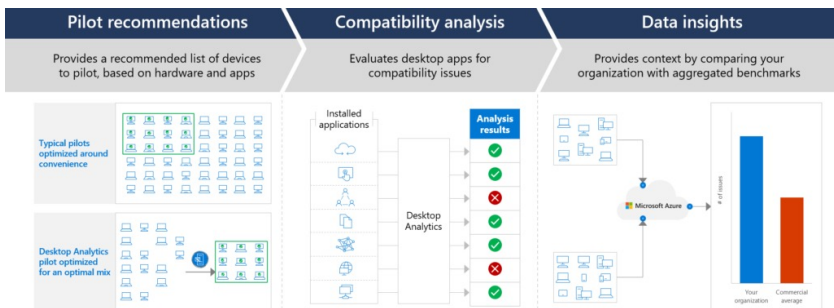 Pilot recommendations
Provides a recommended list of devices
to pilot, based on hardware and apps
Typical pilots
optimized around
convenience
Desktop Analytics
pilot optimized
for an optimal mix
Compatibility analysis
Evaluates desktop apps for
compatibility issues
Installed
applications
Analysis
results
Desktop
Analytics
Data insights
Provides context by comparing your
organization with aggregated benchmarks
Microsoft Azure
# of issues
Your
organization
Commercial
average